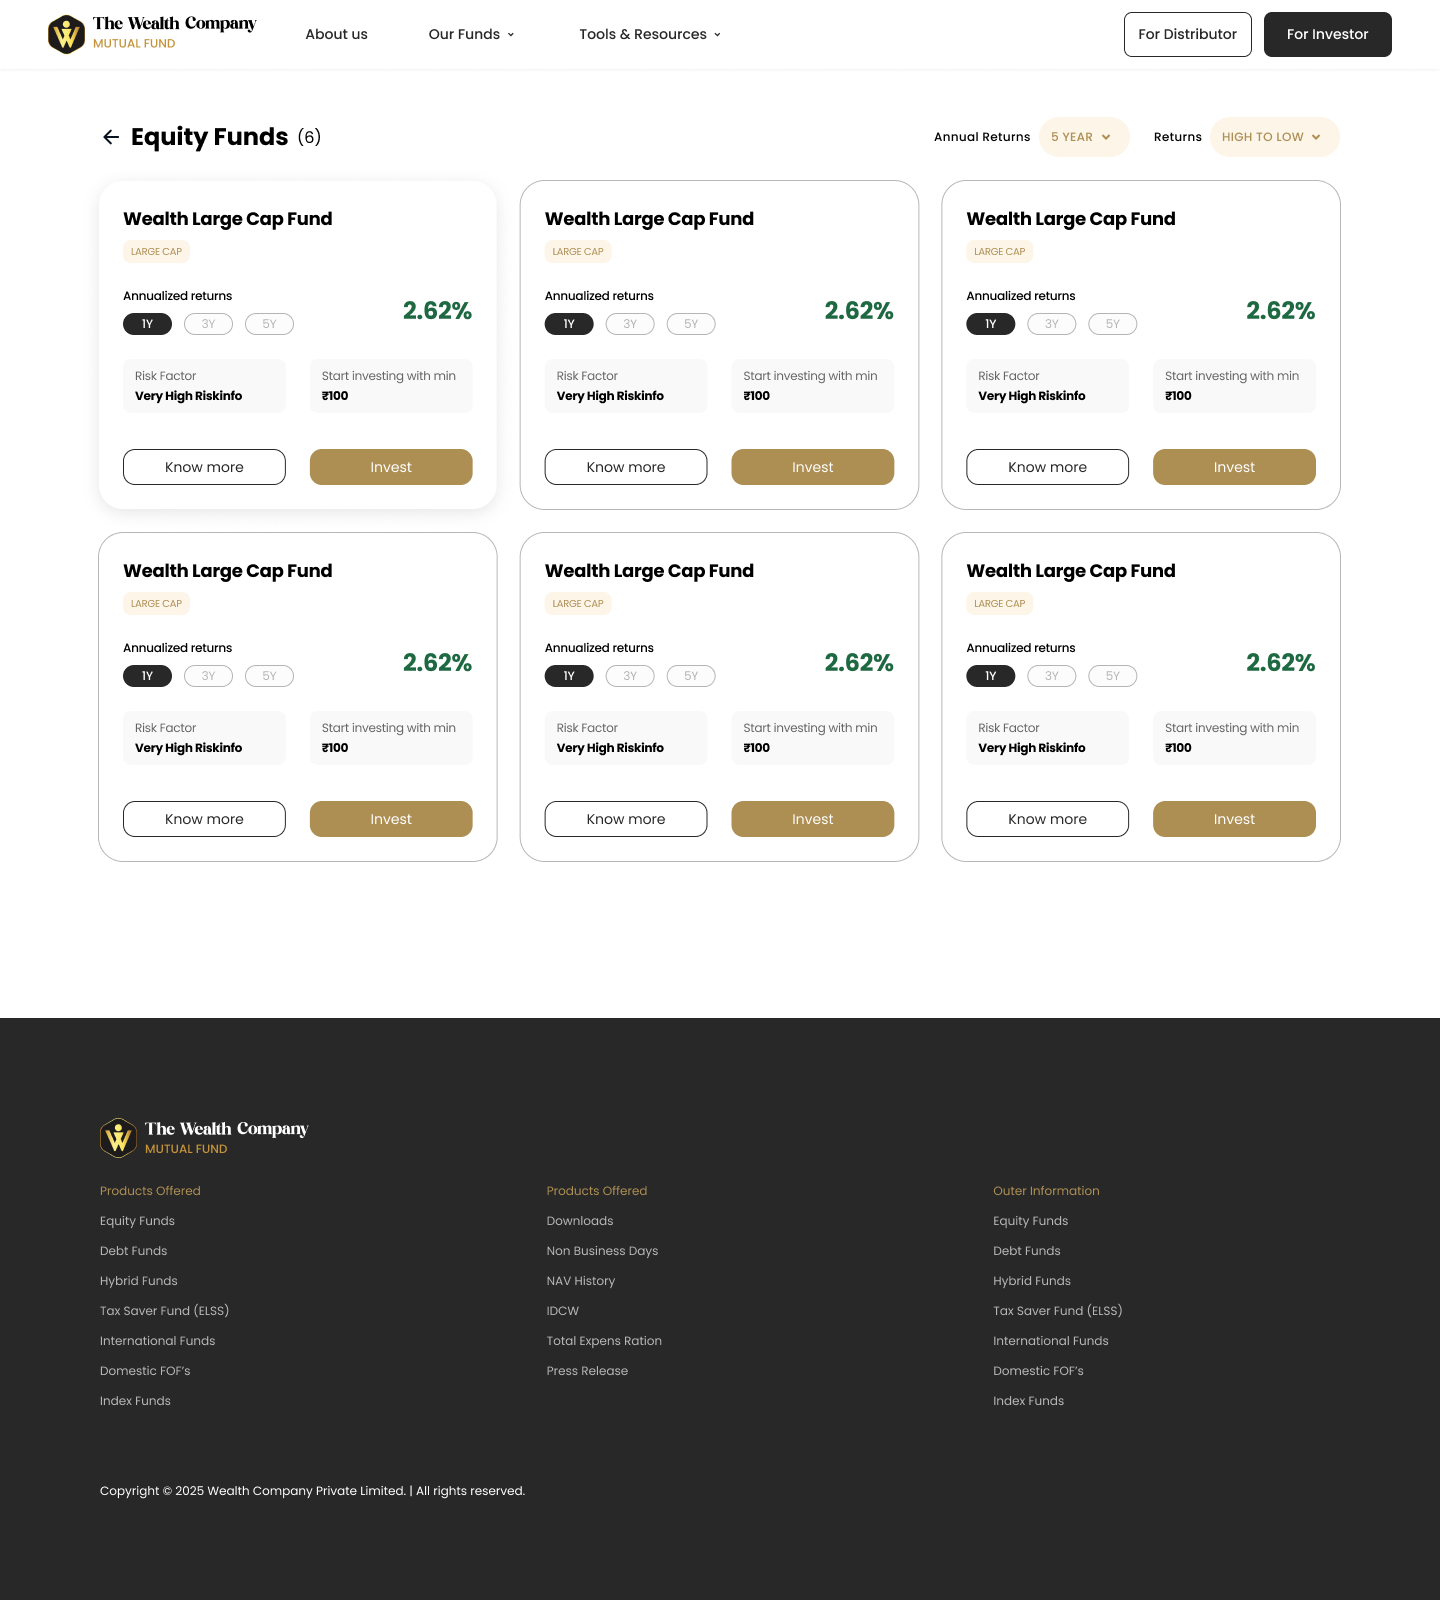 The Wealth Company
MUTUAL FUND
About us
Our Funds
Tools & Resources
For Distributor
For Investor
Equity Funds (6)
Annual Returns
5 YEAR
Returns
HIGH TO LOW
Wealth Large Cap Fund
LARGE CAP
Annualized returns
2.62%
1Y 3Y 5Y
Risk Factor
Very High Riskinfo
Start investing with min
₹100
Know more
Invest
Wealth Large Cap Fund
LARGE CAP
Annualized returns
2.62%
1Y 3Y 5Y
Risk Factor
Very High Riskinfo
Start investing with min
₹100
Know more
Invest
Wealth Large Cap Fund
LARGE CAP
Annualized returns
2.62%
1Y 3Y 5Y
Risk Factor
Very High Riskinfo
Start investing with min
₹100
Know more
Invest
Wealth Large Cap Fund
LARGE CAP
Annualized returns
2.62%
1Y 3Y 5Y
Risk Factor
Very High Riskinfo
Start investing with min
₹100
Know more
Invest
Wealth Large Cap Fund
LARGE CAP
Annualized returns
2.62%
1Y 3Y 5Y
Risk Factor
Very High Riskinfo
Start investing with min
₹100
Know more
Invest
Wealth Large Cap Fund
LARGE CAP
Annualized returns
2.62%
1Y 3Y 5Y
Risk Factor
Very High Riskinfo
Start investing with min
₹100
Know more
Invest
The Wealth Company
MUTUAL FUND
Products Offered
Equity Funds
Debt Funds
Hybrid Funds
Tax Saver Fund (ELSS)
International Funds
Domestic FOF's
Index Funds
Products Offered
Downloads
Non Business Days
NAV History
IDCW
Total Expens Ration
Press Release
Outer Information
Equity Funds
Debt Funds
Hybrid Funds
Tax Saver Fund (ELSS)
International Funds
Domestic FOF's
Index Funds
Copyright © 2025 Wealth Company Private Limited. | All rights reserved.